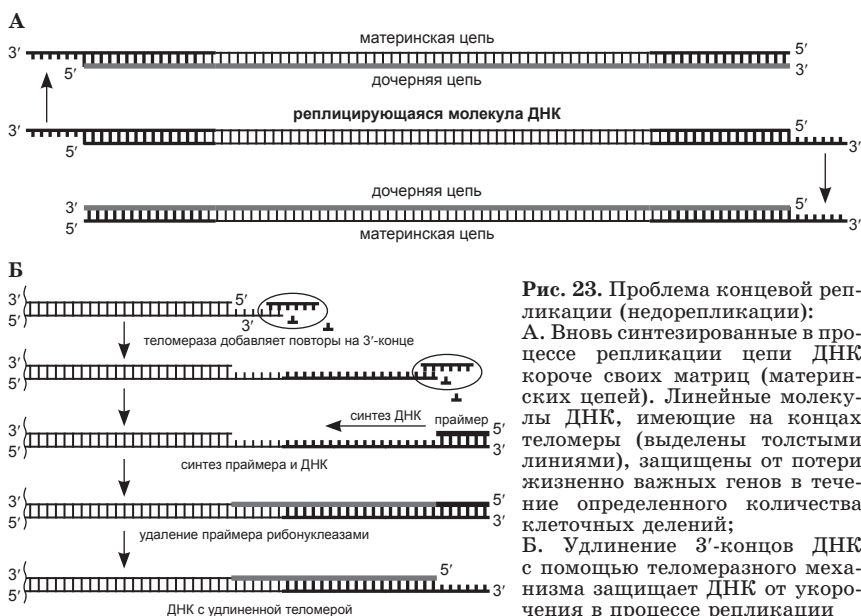 А
материнская цепь
3′
5′
5′
3′
дочерняя цепь
реплицирующаяся молекула ДНК
3′
5′
5′
3′
дочерняя цепь
3′
5′
5′
3′
материнская цепь
Б
3′
5′
5′
3′
теломераза добавляет повторы на 3′-конце
3′
5′
синтез ДНК
праймер
3′
5′
5′
3′
синтез праймера и ДНК
3′
5′
5′
3′
удаление праймера рибонуклеазами
5′
3′
5′
3′
ДНК с удлиненной теломерой
Рис. 23. Проблема концевой реп-
ликации (недорепликации):
А. Вновь синтезированные в про-
цессе репликации цепи ДНК
короче своих матриц (материн-
ских цепей). Линейные молеку-
лы ДНК, имеющие на концах
теломеры (выделены толстыми
линиями), защищены от потери
жизненно важных генов в тече-
ние определенного количества
клеточных делений;
Б. Удлинение 3′-концов ДНК
с помощью теломеразного меха-
низма защищает ДНК от укоро-
чения в процессе репликации